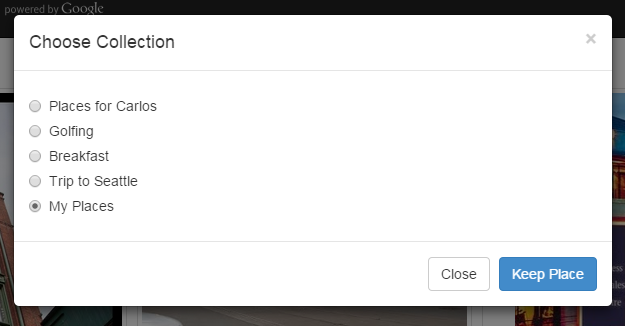 powered by Google
Choose Collection
×
Places for Carlos
Golfing
Breakfast
Trip to Seattle
My Places
Close
Keep Place